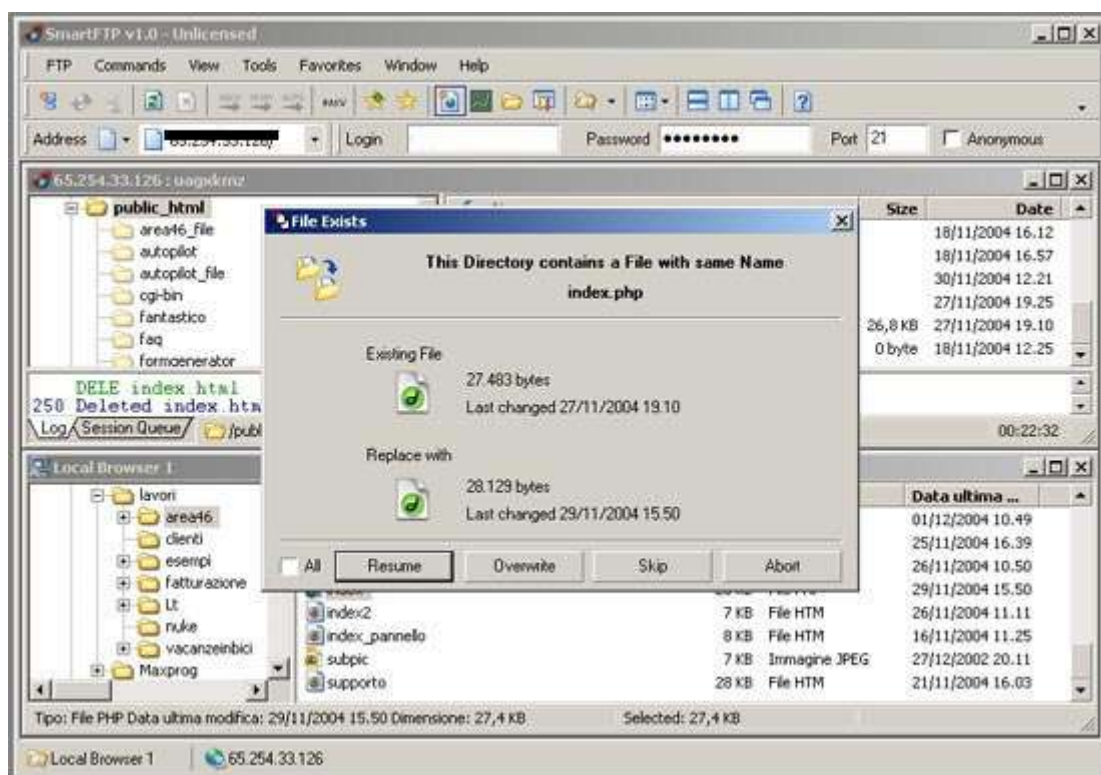 SmartFTP v1.0 - Unlicensed
FTP Commands View Tools Favorites Window Help
Address Login Password ●●●●●●●● Port 21 Anonymous
65.254.33.126 : uagxkrnz
public_html
area46_file
autopilot
autopilot_file
cgi-bin
fantastico
faq
formgenerator
Size Date
18/11/2004 16.12
18/11/2004 16.57
30/11/2004 12.21
27/11/2004 19.25
26,8 KB 27/11/2004 19.10
0 byte 18/11/2004 12.25
File Exists
This Directory contains a File with same Name
index.php
Existing File
27.483 bytes
Last changed 27/11/2004 19.10
Replace with
28.129 bytes
Last changed 29/11/2004 15.50
All Resume Overwrite Skip Abort
DELE index.html
250 Deleted index.htm
Log Session Queue /publ 00:22:32
Local Browser 1
lavori
area46
clienti
esempi
fatturazione
Lt
nuke
vacanzeinbici
Maxprog
Data ultima ...
01/12/2004 10.49
25/11/2004 16.39
26/11/2004 10.50
29/11/2004 15.50
index2 7 KB File HTM 26/11/2004 11.11
index_pannello 8 KB File HTM 16/11/2004 11.25
subpic 7 KB Immagine JPEG 27/12/2002 20.11
supporto 28 KB File HTM 21/11/2004 16.03
Tipo: File PHP Data ultima modifica: 29/11/2004 15.50 Dimensione: 27,4 KB Selected: 27,4 KB
Local Browser 1 65.254.33.126